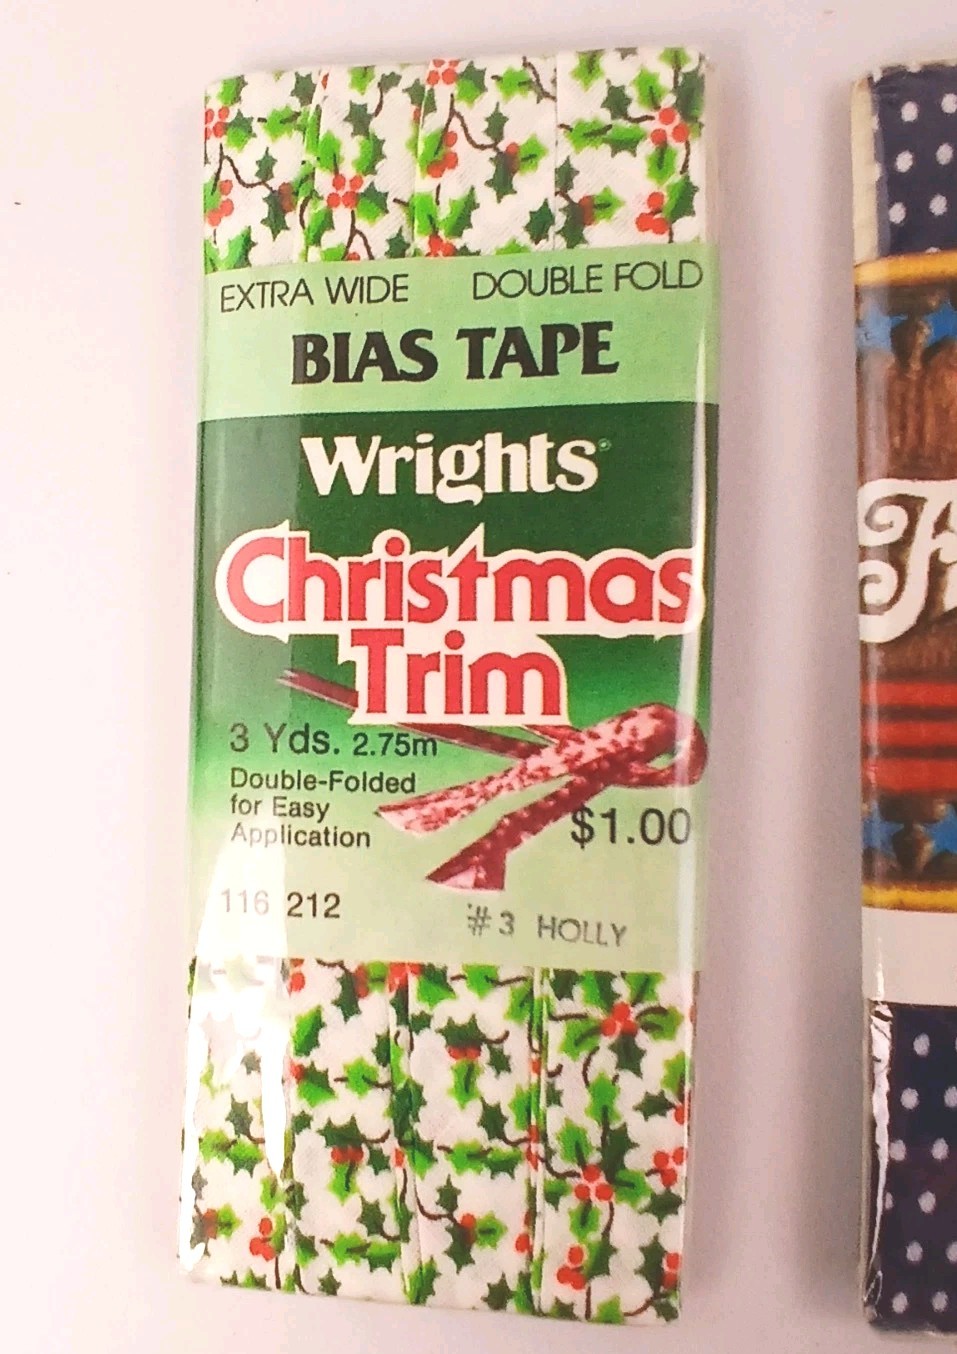 EXTRA WIDE DOUBLE FOLD
BIAS TAPE
Wrights®
Christmas
Trim
3 Yds. 2.75m
Double-Folded
for Easy
Application
$1.00
116 212
#3 HOLLY